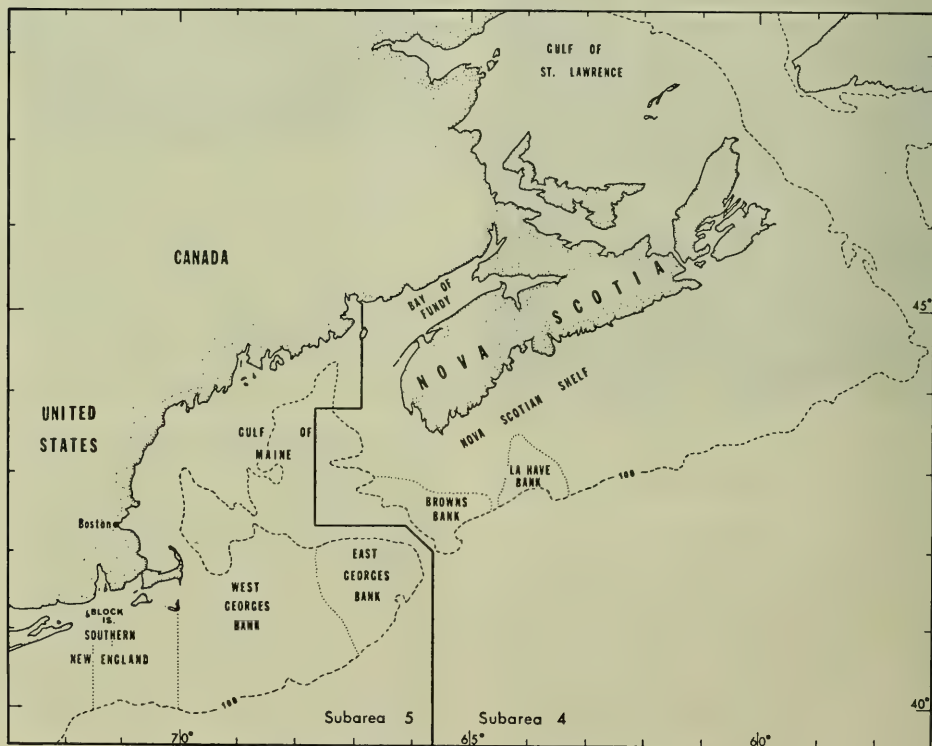 GULF OF
ST. LAWRENCE
CANADA
BAY OF
FUNDY
NOVA SCOTIA
45°
NOVA SCOTIAN SHELF
UNITED
STATES
GULF OF
MAINE
LA HAVE
BANK
100
BROWNS
BANK
Boston
EAST
GEORGES
BANK
WEST
GEORGES
BANK
BLOCK
IS.
SOUTHERN
NEW ENGLAND
100
Subarea 5
Subarea 4
40°
70°
65°
60°